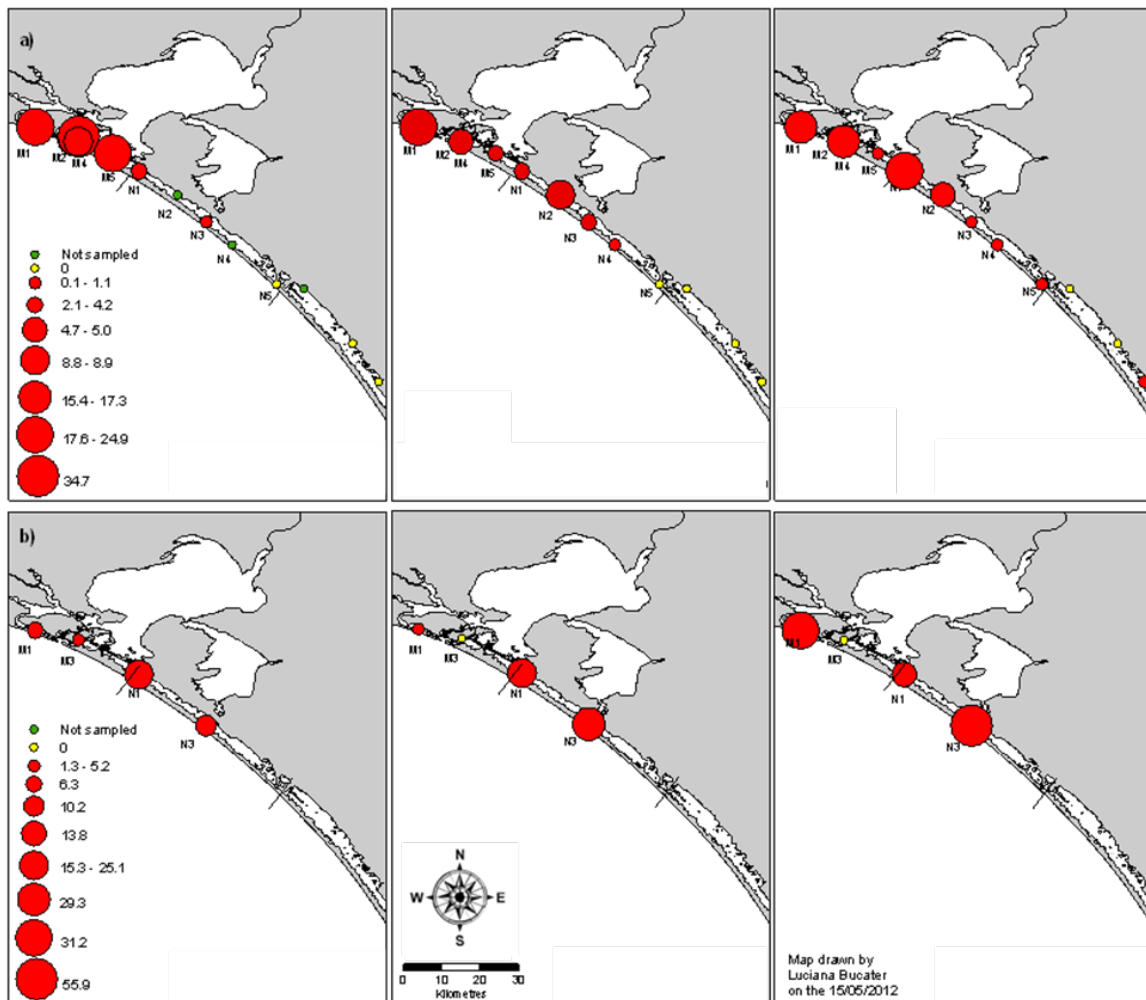 a)
M1
M2
M4
M5
N1
N2
N3
N4
N5
Not sampled
0
0.1 - 1.1
2.1 - 4.2
4.7 - 5.0
8.8 - 8.9
15.4 - 17.3
17.6 - 24.9
34.7
M1
M2
M4
M5
N1
N2
N3
N4
N5
M1
M2
M4
M5
N1
N2
N3
N4
N5
b)
M1
M3
N1
N3
Not sampled
0
1.3 - 5.2
6.3
10.2
13.8
15.3 - 25.1
29.3
31.2
55.9
M1
M3
N1
N3
N
W E
S
0 10 20 30
Kilometres
M1
M3
N1
N3
Map drawn by
Luciana Bucater
on the 15/05/2012